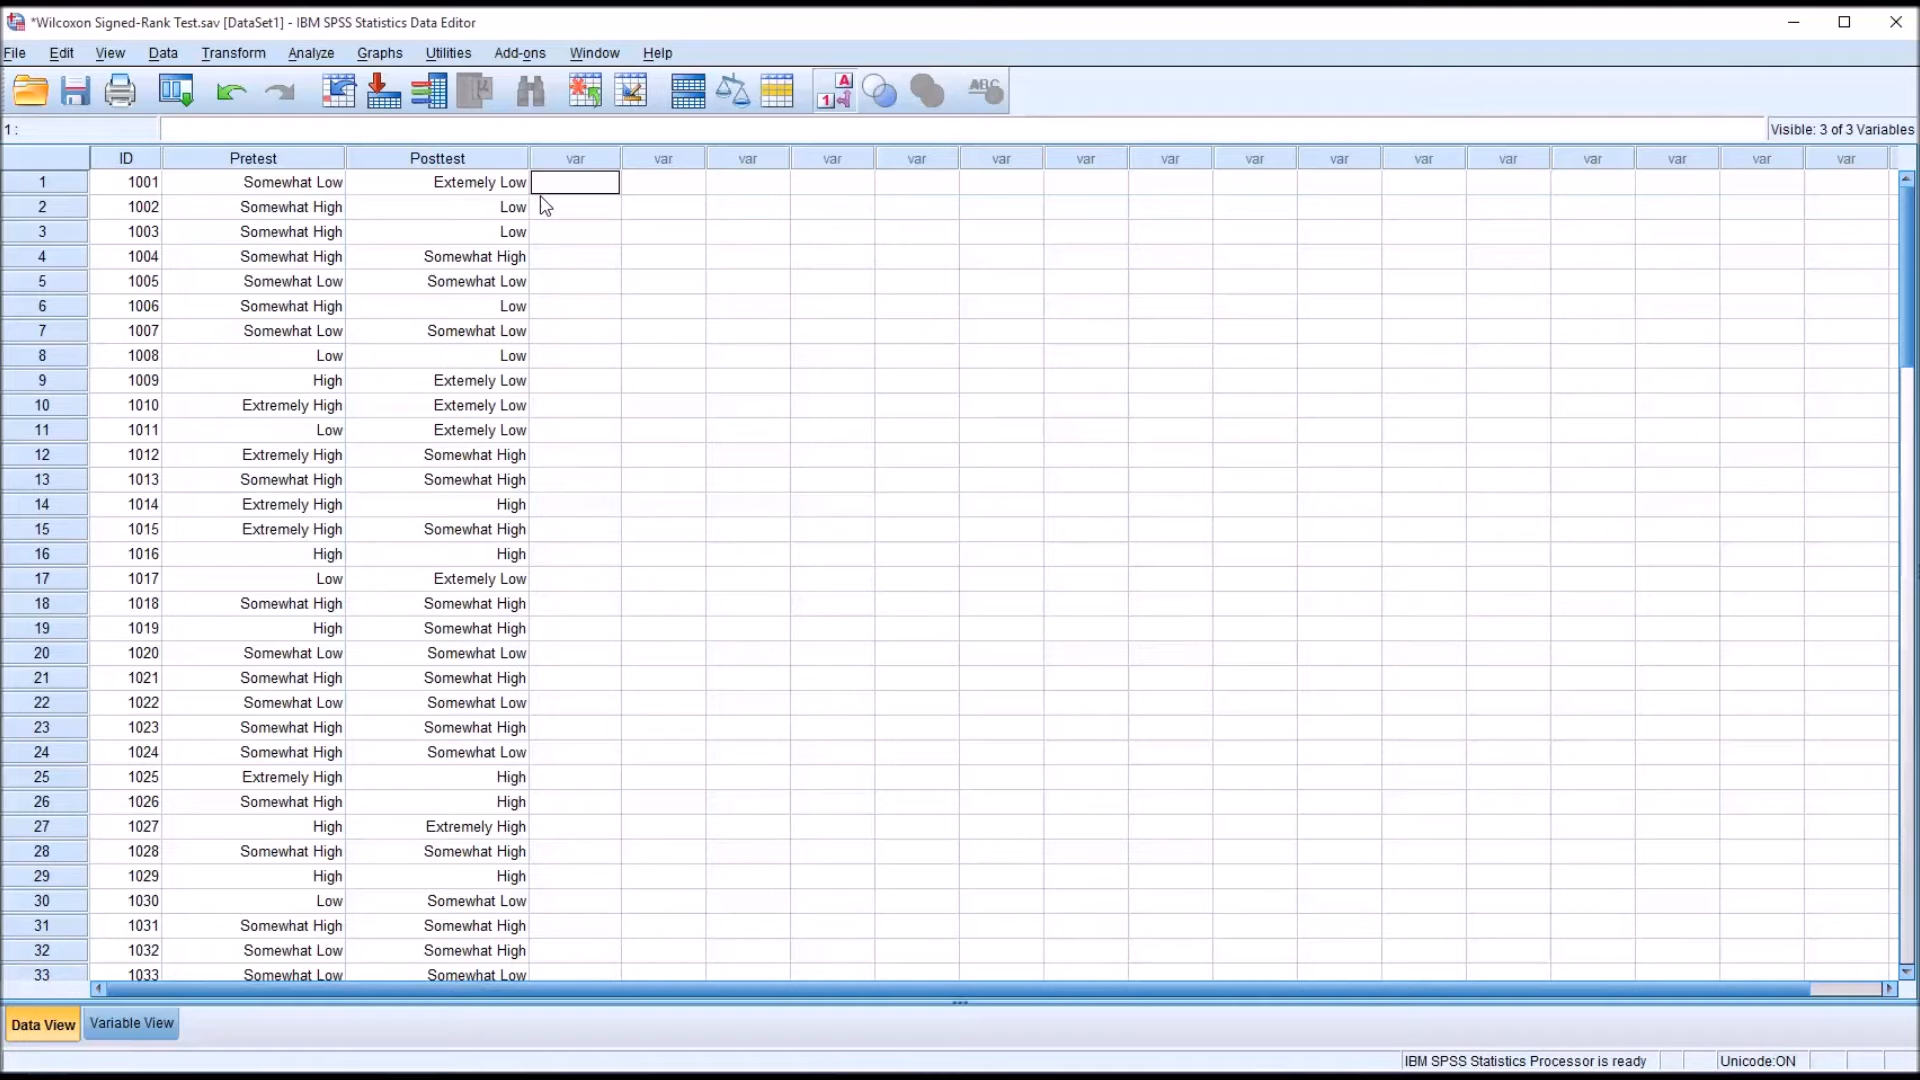 *Wilcoxon Signed-Rank Test.sav [DataSet1] - IBM SPSS Statistics Data Editor
File Edit View Data Transform Analyze Graphs Utilities Add-ons Window Help
A
1
ABC
1 : Visible: 3 of 3 Variables
ID Pretest Posttest var var var var var var var var var var var var var var var var
1 1001 Somewhat Low Extemely Low
2 1002 Somewhat High Low
3 1003 Somewhat High Low
4 1004 Somewhat High Somewhat High
5 1005 Somewhat Low Somewhat Low
6 1006 Somewhat High Low
7 1007 Somewhat Low Somewhat Low
8 1008 Low Low
9 1009 High Extemely Low
10 1010 Extremely High Extemely Low
11 1011 Low Extemely Low
12 1012 Extremely High Somewhat High
13 1013 Somewhat High Somewhat High
14 1014 Extremely High High
15 1015 Extremely High Somewhat High
16 1016 High High
17 1017 Low Extemely Low
18 1018 Somewhat High Somewhat High
19 1019 High Somewhat High
20 1020 Somewhat Low Somewhat Low
21 1021 Somewhat High Somewhat High
22 1022 Somewhat Low Somewhat Low
23 1023 Somewhat High Somewhat High
24 1024 Somewhat High Somewhat Low
25 1025 Extremely High High
26 1026 Somewhat High High
27 1027 High Extremely High
28 1028 Somewhat High Somewhat High
29 1029 High High
30 1030 Low Somewhat Low
31 1031 Somewhat High Somewhat High
32 1032 Somewhat Low Somewhat High
33 1033 Somewhat Low Somewhat Low
Data View Variable View
IBM SPSS Statistics Processor is ready Unicode:ON